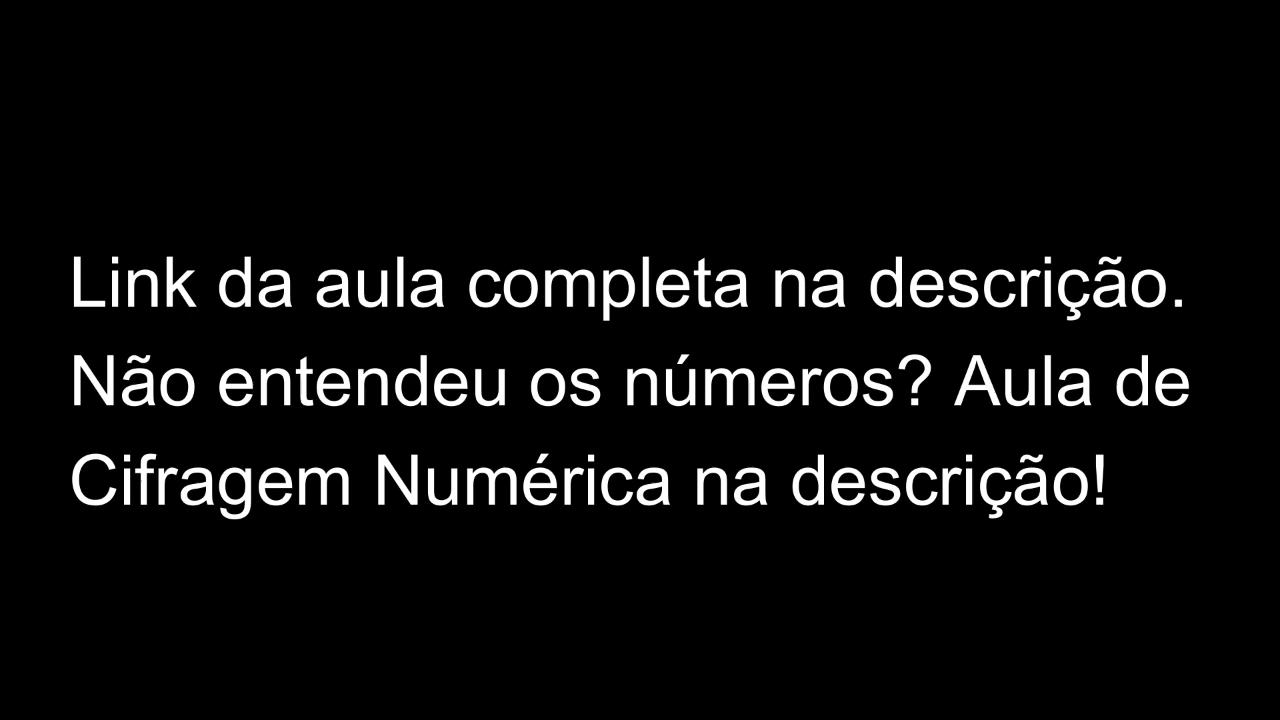 Link da aula completa na descrição.
Não entendeu os números? Aula de
Cifragem Numérica na descrição!